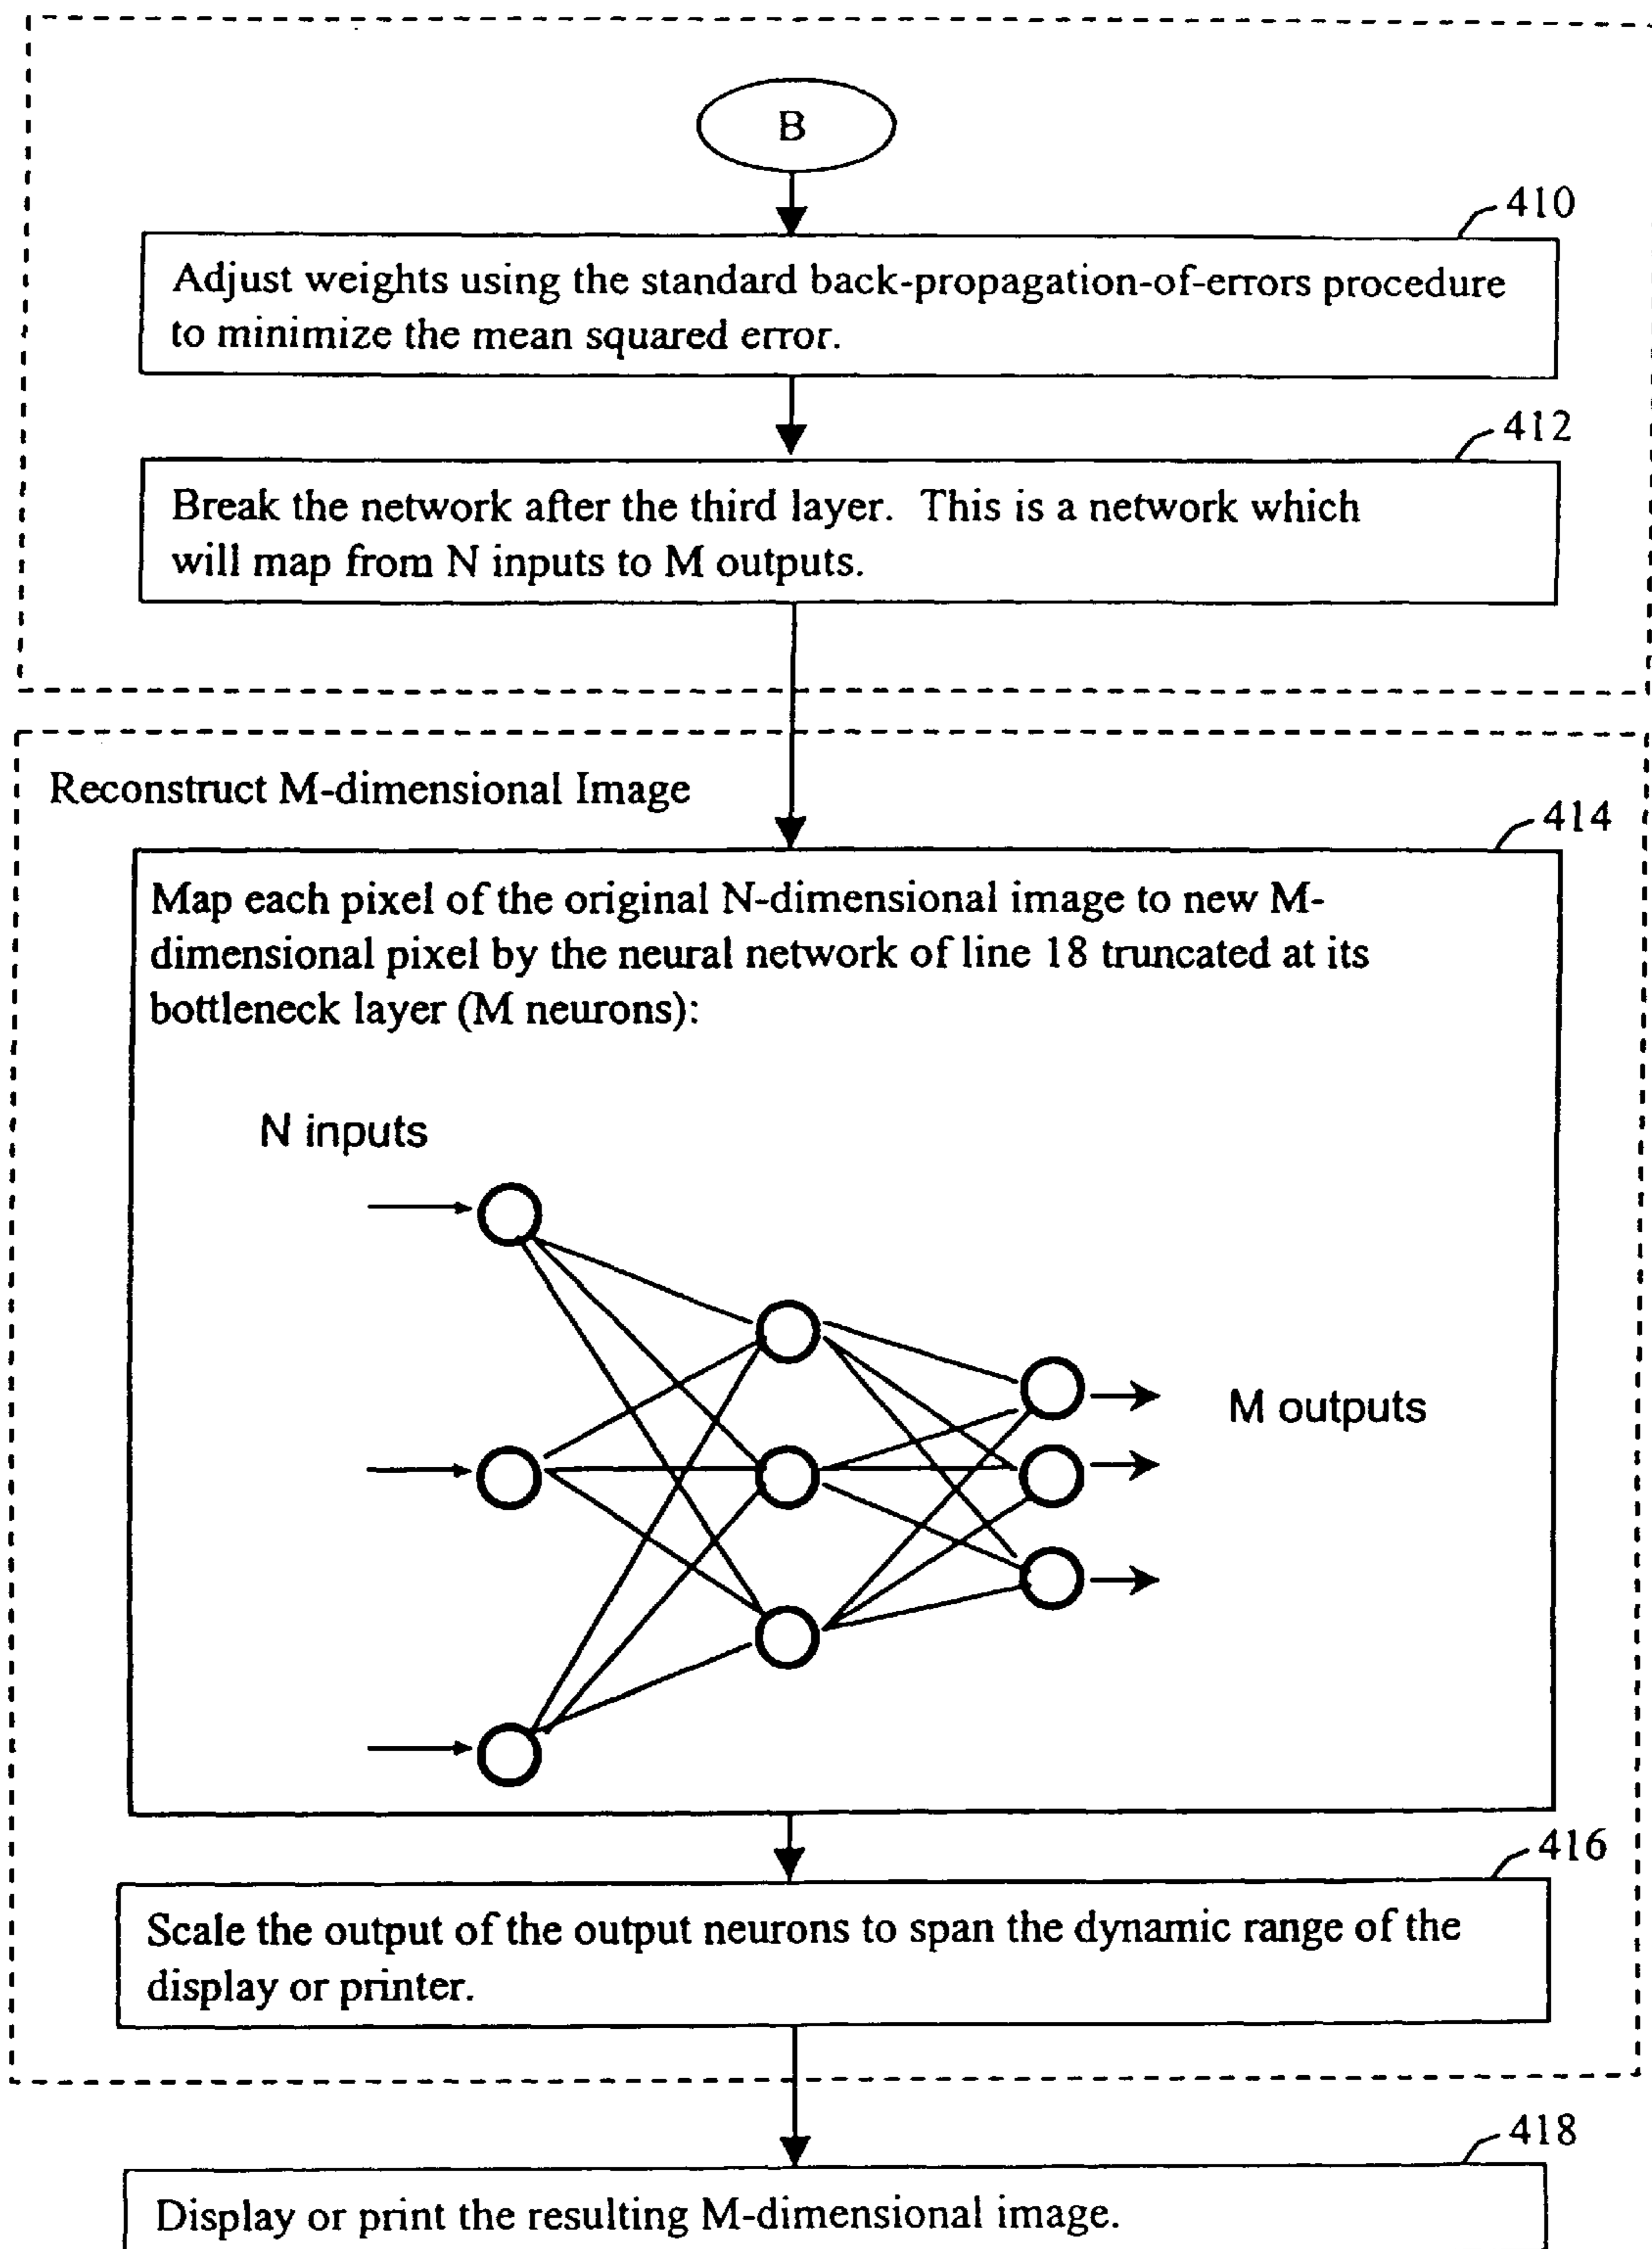 B
410
Adjust weights using the standard back-propagation-of-errors procedure
to minimize the mean squared error.
412
Break the network after the third layer. This is a network which
will map from N inputs to M outputs.
Reconstruct M-dimensional Image
414
Map each pixel of the original N-dimensional image to new M-
dimensional pixel by the neural network of line 18 truncated at its
bottleneck layer (M neurons):
N inputs
M outputs
416
Scale the output of the output neurons to span the dynamic range of the
display or printer.
418
Display or print the resulting M-dimensional image.